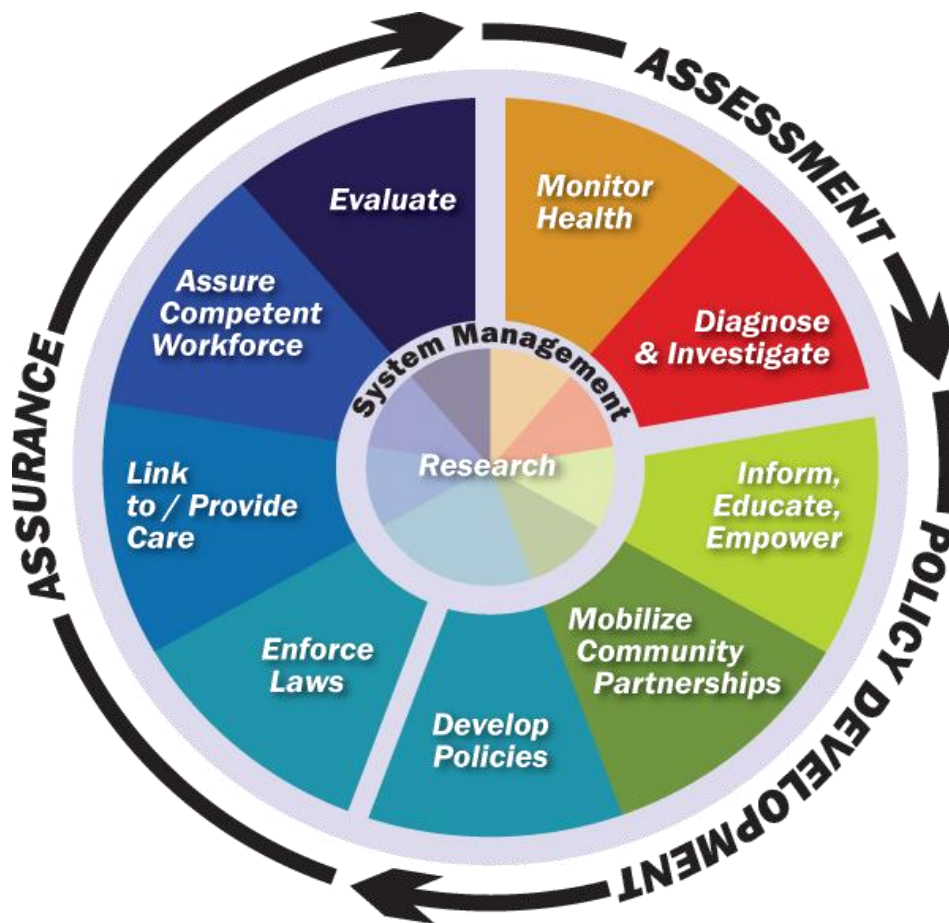 ASSESSMENT
Monitor
Health
Diagnose
& Investigate
POLICY DEVELOPMENT
Inform,
Educate,
Empower
Mobilize
Community
Partnerships
Develop
Policies
ASSURANCE
Enforce
Laws
Link
to / Provide
Care
Assure
Competent
Workforce
Evaluate
System Management
Research